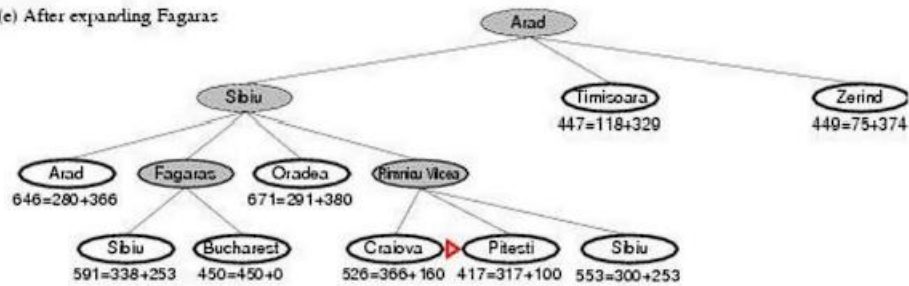 (e) After expanding Fagaras
Arad
Sibiu
Timisoara
Zerind
447=118+329
449=75+374
Arad
Fagaras
Oradea
Rimnicu Vilcea
646=280+366
671=291+380
Sibiu
Bucharest
Craiova
Pitesti
Sibiu
591=338+253
450=450+0
526=366+160
417=317+100
553=300+253